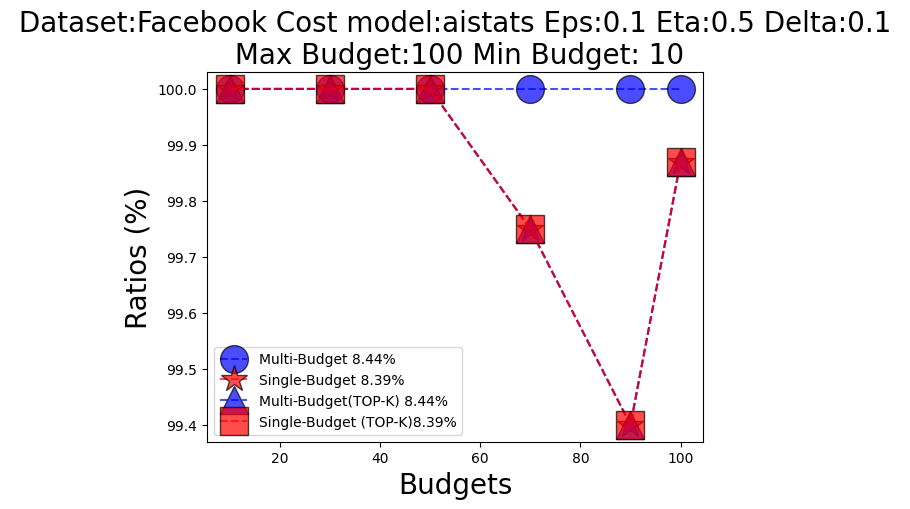 Dataset:Facebook Cost model:aistats Eps:0.1 Eta:0.5 Delta:0.1
Max Budget:100 Min Budget: 10
100.0
99.9
99.8
99.7
99.6
99.5
99.4
Ratios (%)
Multi-Budget 8.44%
Single-Budget 8.39%
Multi-Budget(TOP-K) 8.44%
Single-Budget (TOP-K)8.39%
20 40 60 80 100
Budgets